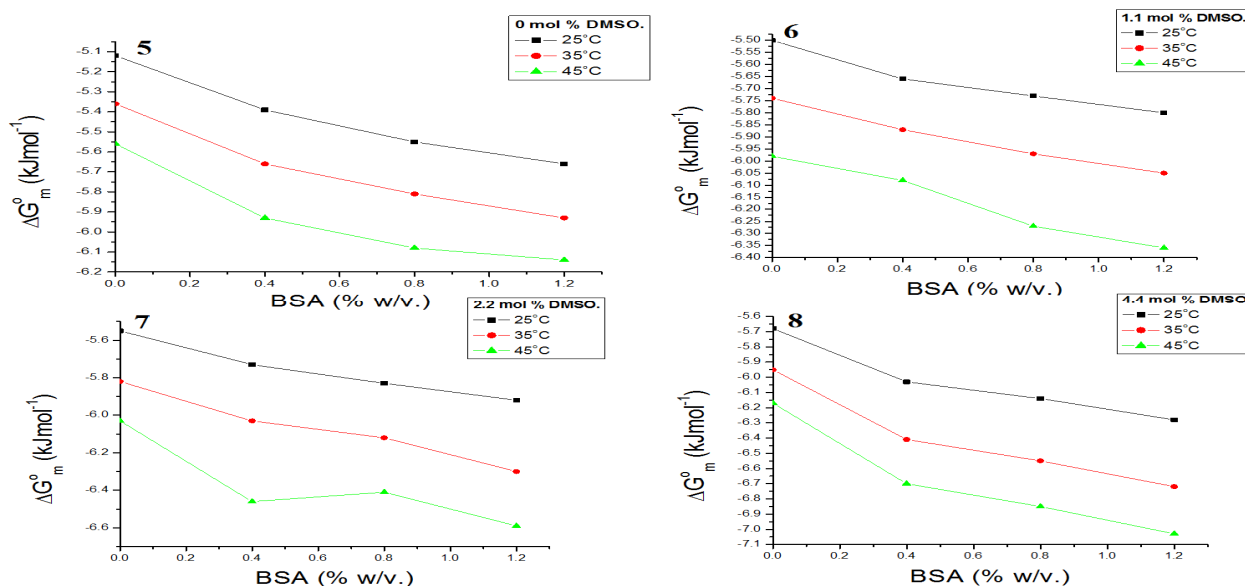 5
0 mol % DMSO.
25°C
35°C
45°C
-5.1
-5.2
-5.3
-5.4
-5.5
-5.6
-5.7
-5.8
-5.9
-6.0
-6.1
-6.2
ΔG°m (kJmol-1)
0.0 0.2 0.4 0.6 0.8 1.0 1.2
BSA (% w/v.)
6
1.1 mol % DMSO.
25°C
35°C
45°C
-5.50
-5.55
-5.60
-5.65
-5.70
-5.75
-5.80
-5.85
-5.90
-5.95
-6.00
-6.05
-6.10
-6.15
-6.20
-6.25
-6.30
-6.35
-6.40
ΔG°m (kJmol-1)
0.0 0.2 0.4 0.6 0.8 1.0 1.2
BSA (% w/v.)
7
2.2 mol % DMSO.
25°C
35°C
45°C
-5.6
-5.8
-6.0
-6.2
-6.4
-6.6
ΔG°m (kJmol-1)
0.0 0.2 0.4 0.6 0.8 1.0 1.2
BSA (% w/v.)
8
4.4 mol % DMSO.
25°C
35°C
45°C
-5.6
-5.7
-5.8
-5.9
-6.0
-6.1
-6.2
-6.3
-6.4
-6.5
-6.6
-6.7
-6.8
-6.9
-7.0
-7.1
ΔG°m (kJmol-1)
0.0 0.2 0.4 0.6 0.8 1.0 1.2
BSA (% w/v.)